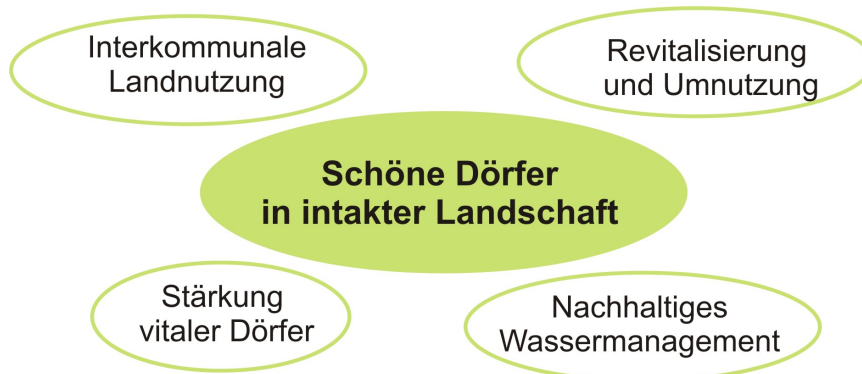 Interkommunale
Landnutzung
Revitalisierung
und Umnutzung
Schöne Dörfer
in intakter Landschaft
Stärkung
vitaler Dörfer
Nachhaltiges
Wassermanagement